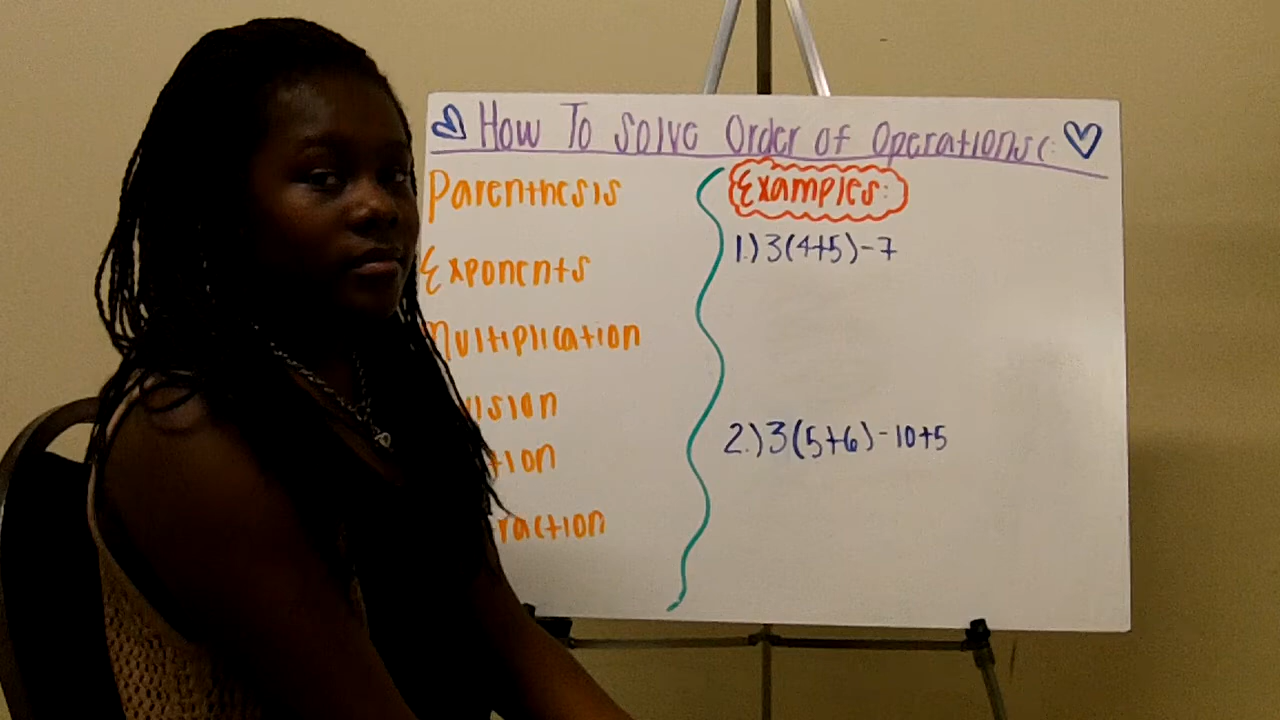 How To Solve Order of Operations(:
Parenthesis
Exponents
Multiplication
Examples:
1.) 3(4+5)-7
2.) 3(5+6)-10+5